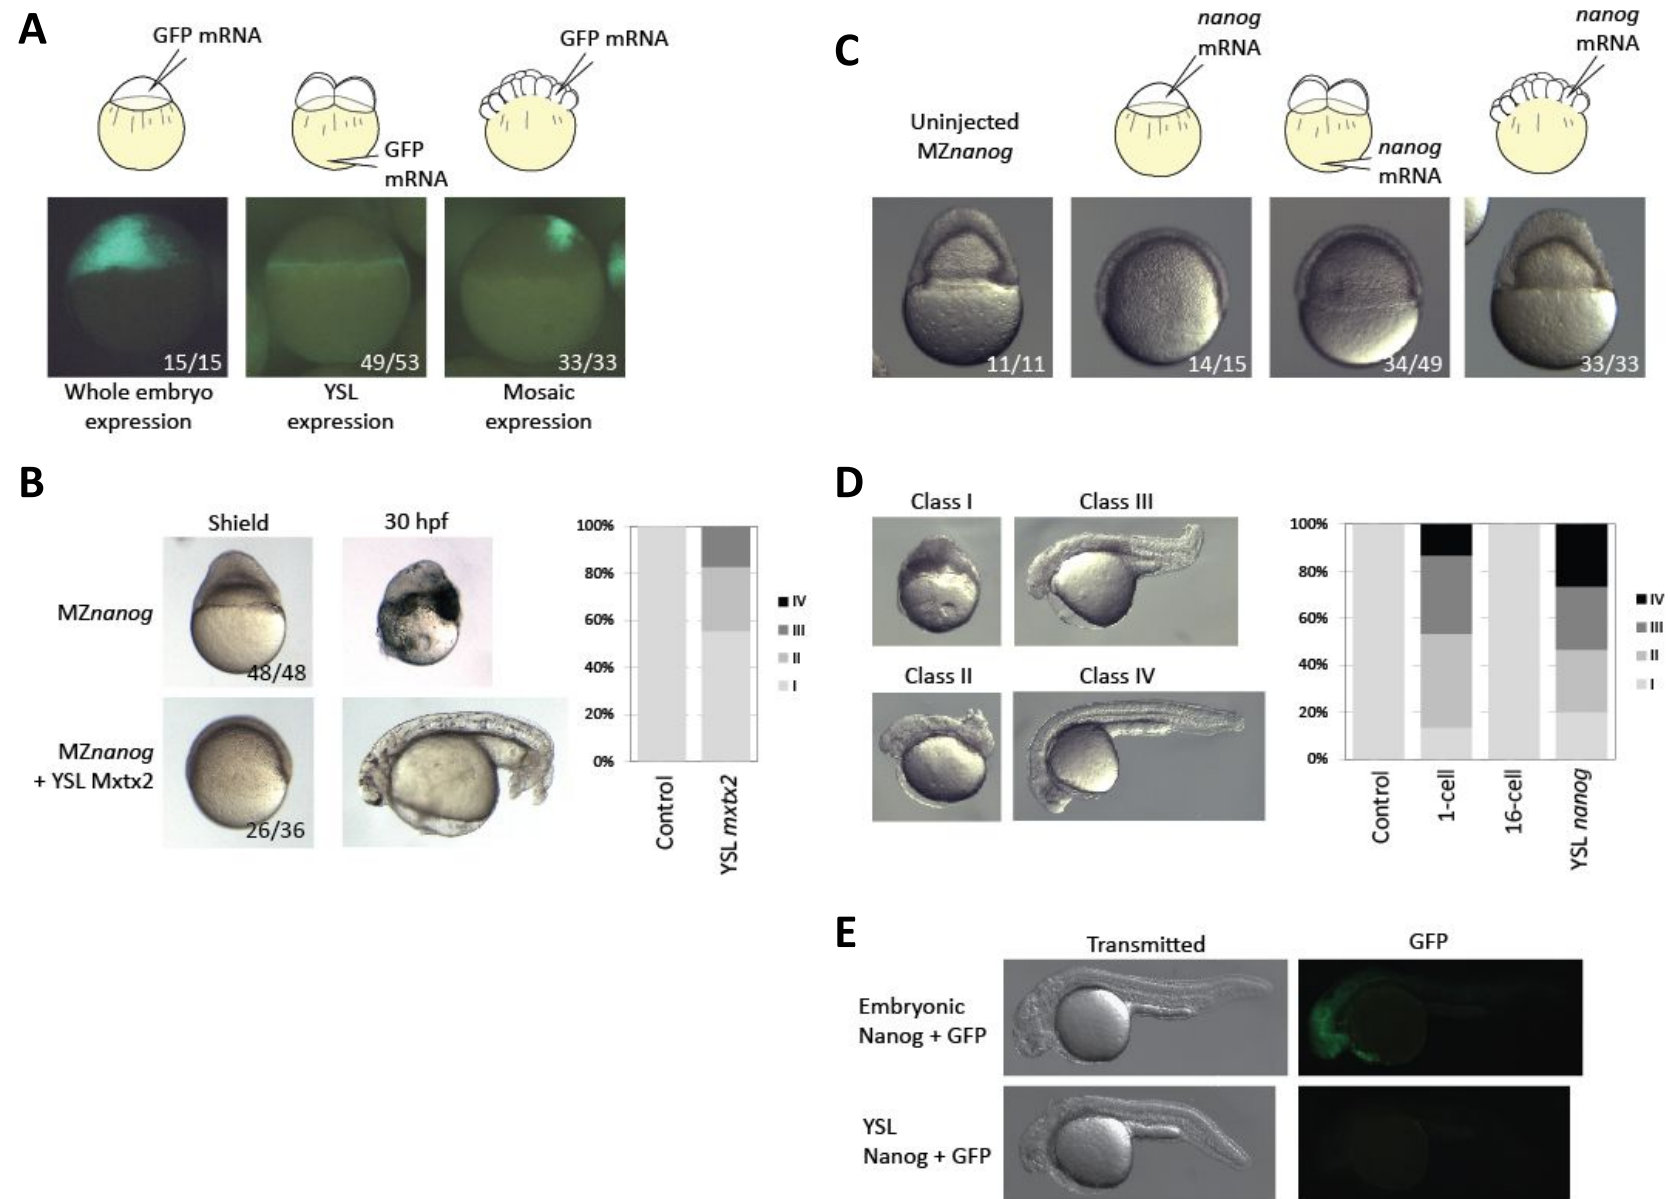 A
GFP mRNA
GFP mRNA
GFP
mRNA
15/15
49/53
33/33
Whole embryo
expression
YSL
expression
Mosaic
expression
B
Shield
30 hpf
MZnanog
48/48
MZnanog
+ YSL Mxtx2
26/36
100%
80%
60%
40%
20%
0%
Control
YSL mxtx2
IV
III
II
I
C
Uninjected
MZnanog
nanog
mRNA
nanog
mRNA
nanog
mRNA
11/11
14/15
34/49
33/33
D
Class I
Class III
Class II
Class IV
100%
80%
60%
40%
20%
0%
Control
1-cell
16-cell
YSL nanog
IV
III
II
I
E
Transmitted
GFP
Embryonic
Nanog + GFP
YSL
Nanog + GFP